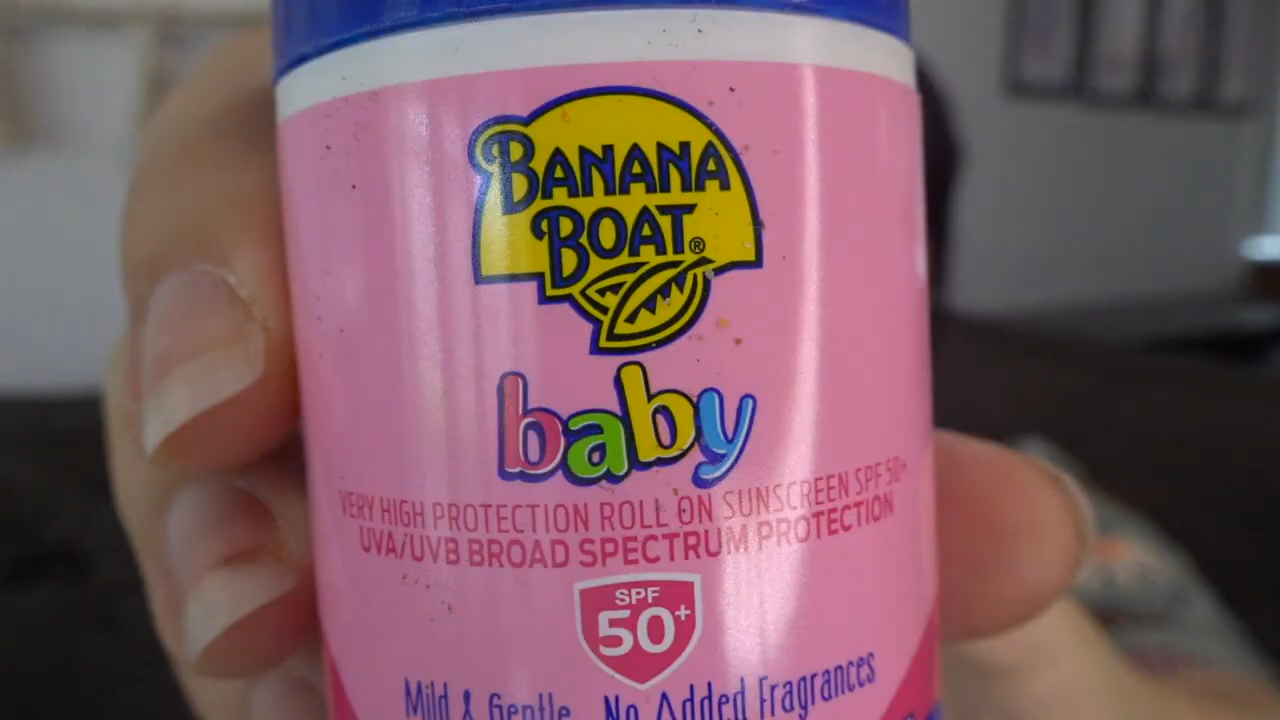 BANANA
BOAT®
baby
VERY HIGH PROTECTION ROLL ON SUNSCREEN SPF 50+
UVA/UVB BROAD SPECTRUM PROTECTION
SPF
50+
Mild & Gentle No Added Fragrances